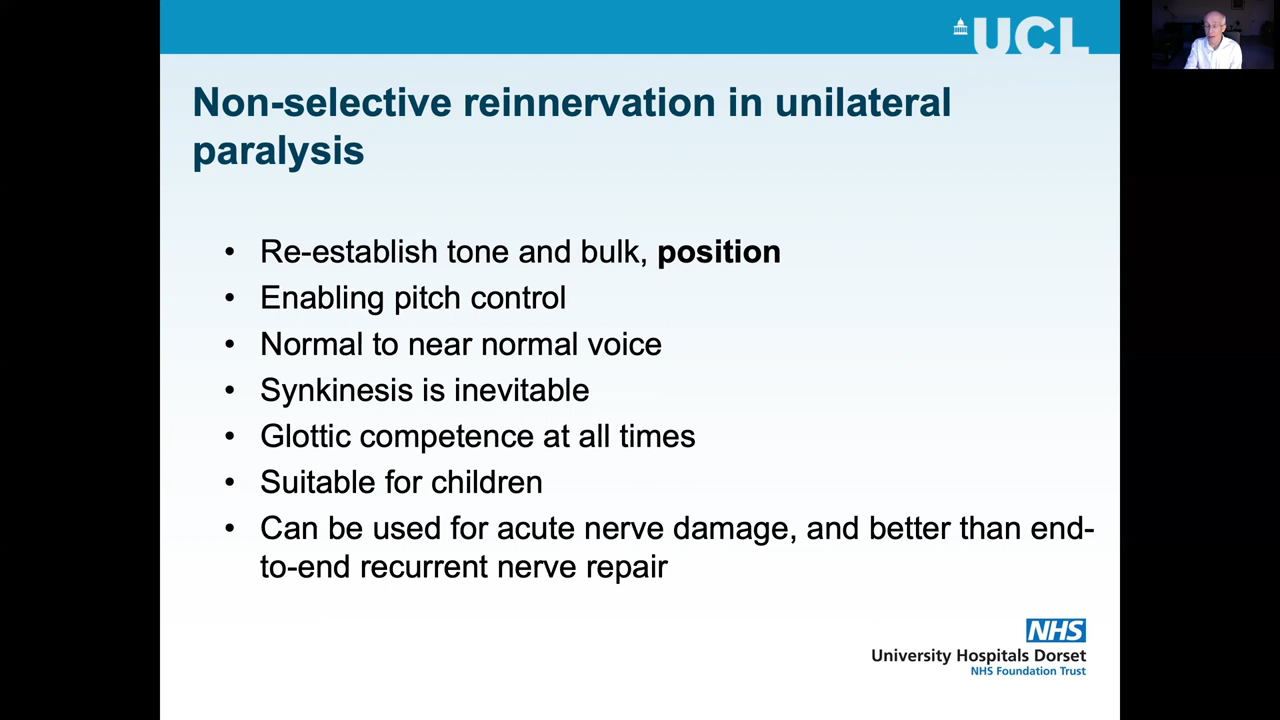 UCL
Non-selective reinnervation in unilateral
paralysis
• Re-establish tone and bulk, position
• Enabling pitch control
• Normal to near normal voice
• Synkinesis is inevitable
• Glottic competence at all times
• Suitable for children
• Can be used for acute nerve damage, and better than end-
to-end recurrent nerve repair
NHS
University Hospitals Dorset
NHS Foundation Trust